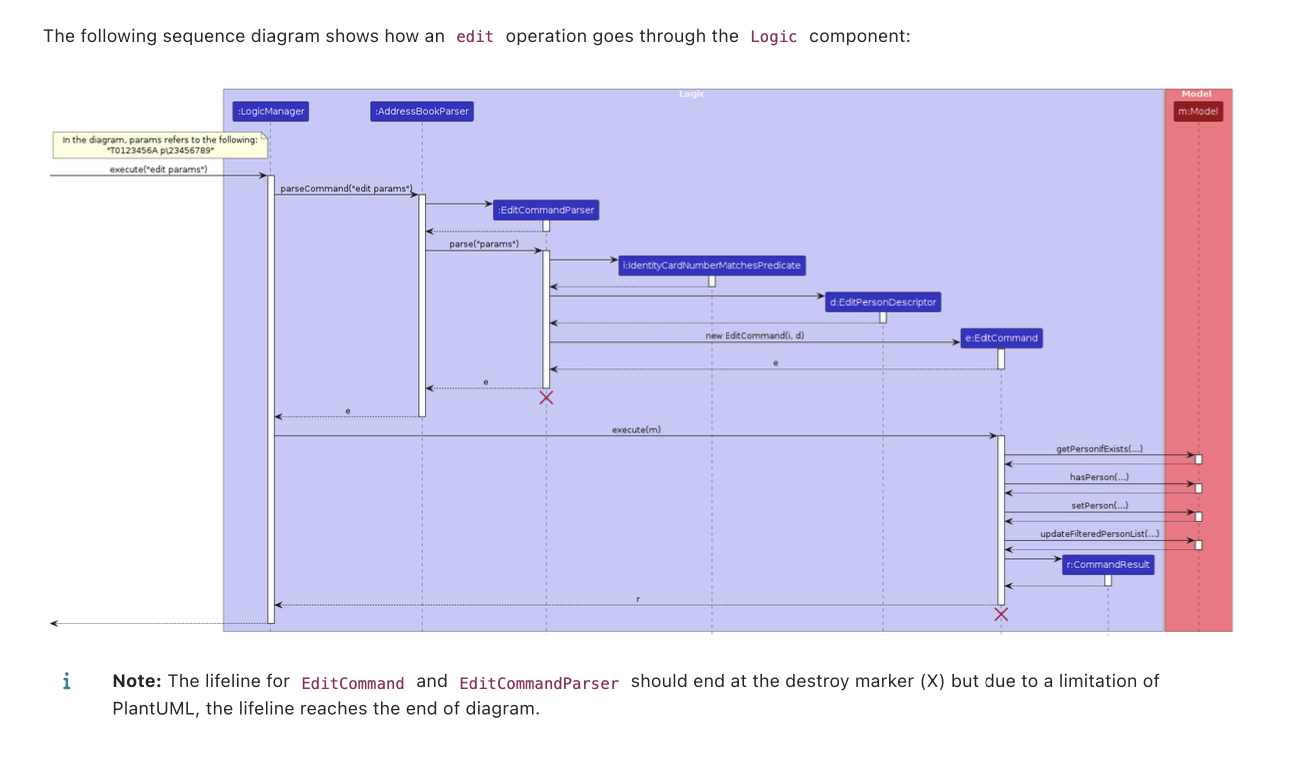 The following sequence diagram shows how an edit operation goes through the Logic component:
Logic
Model
:LogicManager
:AddressBookParser
m:Model
In the diagram, params refers to the following:
"T0123456A p\23456789"
execute("edit params")
parseCommand("edit params")
:EditCommandParser
parse("params")
i:IdentityCardNumberMatchesPredicate
d:EditPersonDescriptor
new EditCommand(i, d)
e:EditCommand
e
e
e
execute(m)
getPersonIfExists(...)
hasPerson(...)
setPerson(...)
updateFilteredPersonList(...)
r:CommandResult
r
i
Note: The lifeline for EditCommand and EditCommandParser should end at the destroy marker (X) but due to a limitation of
PlantUML, the lifeline reaches the end of diagram.